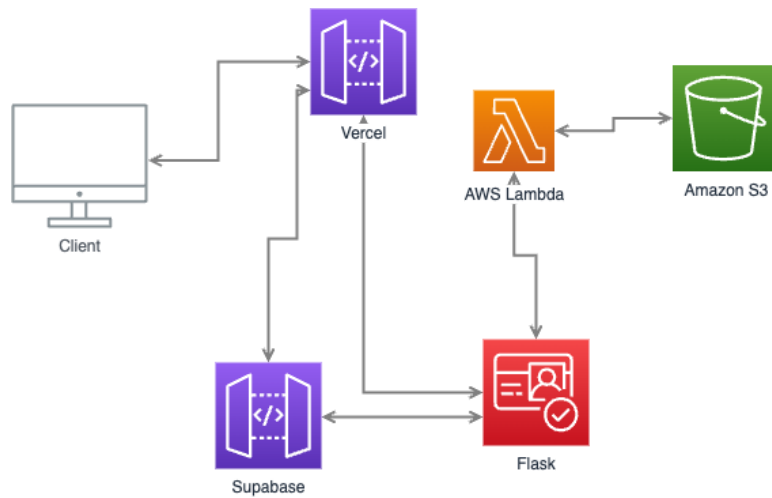 Vercel
AWS Lambda
Amazon S3
Client
Supabase
Flask